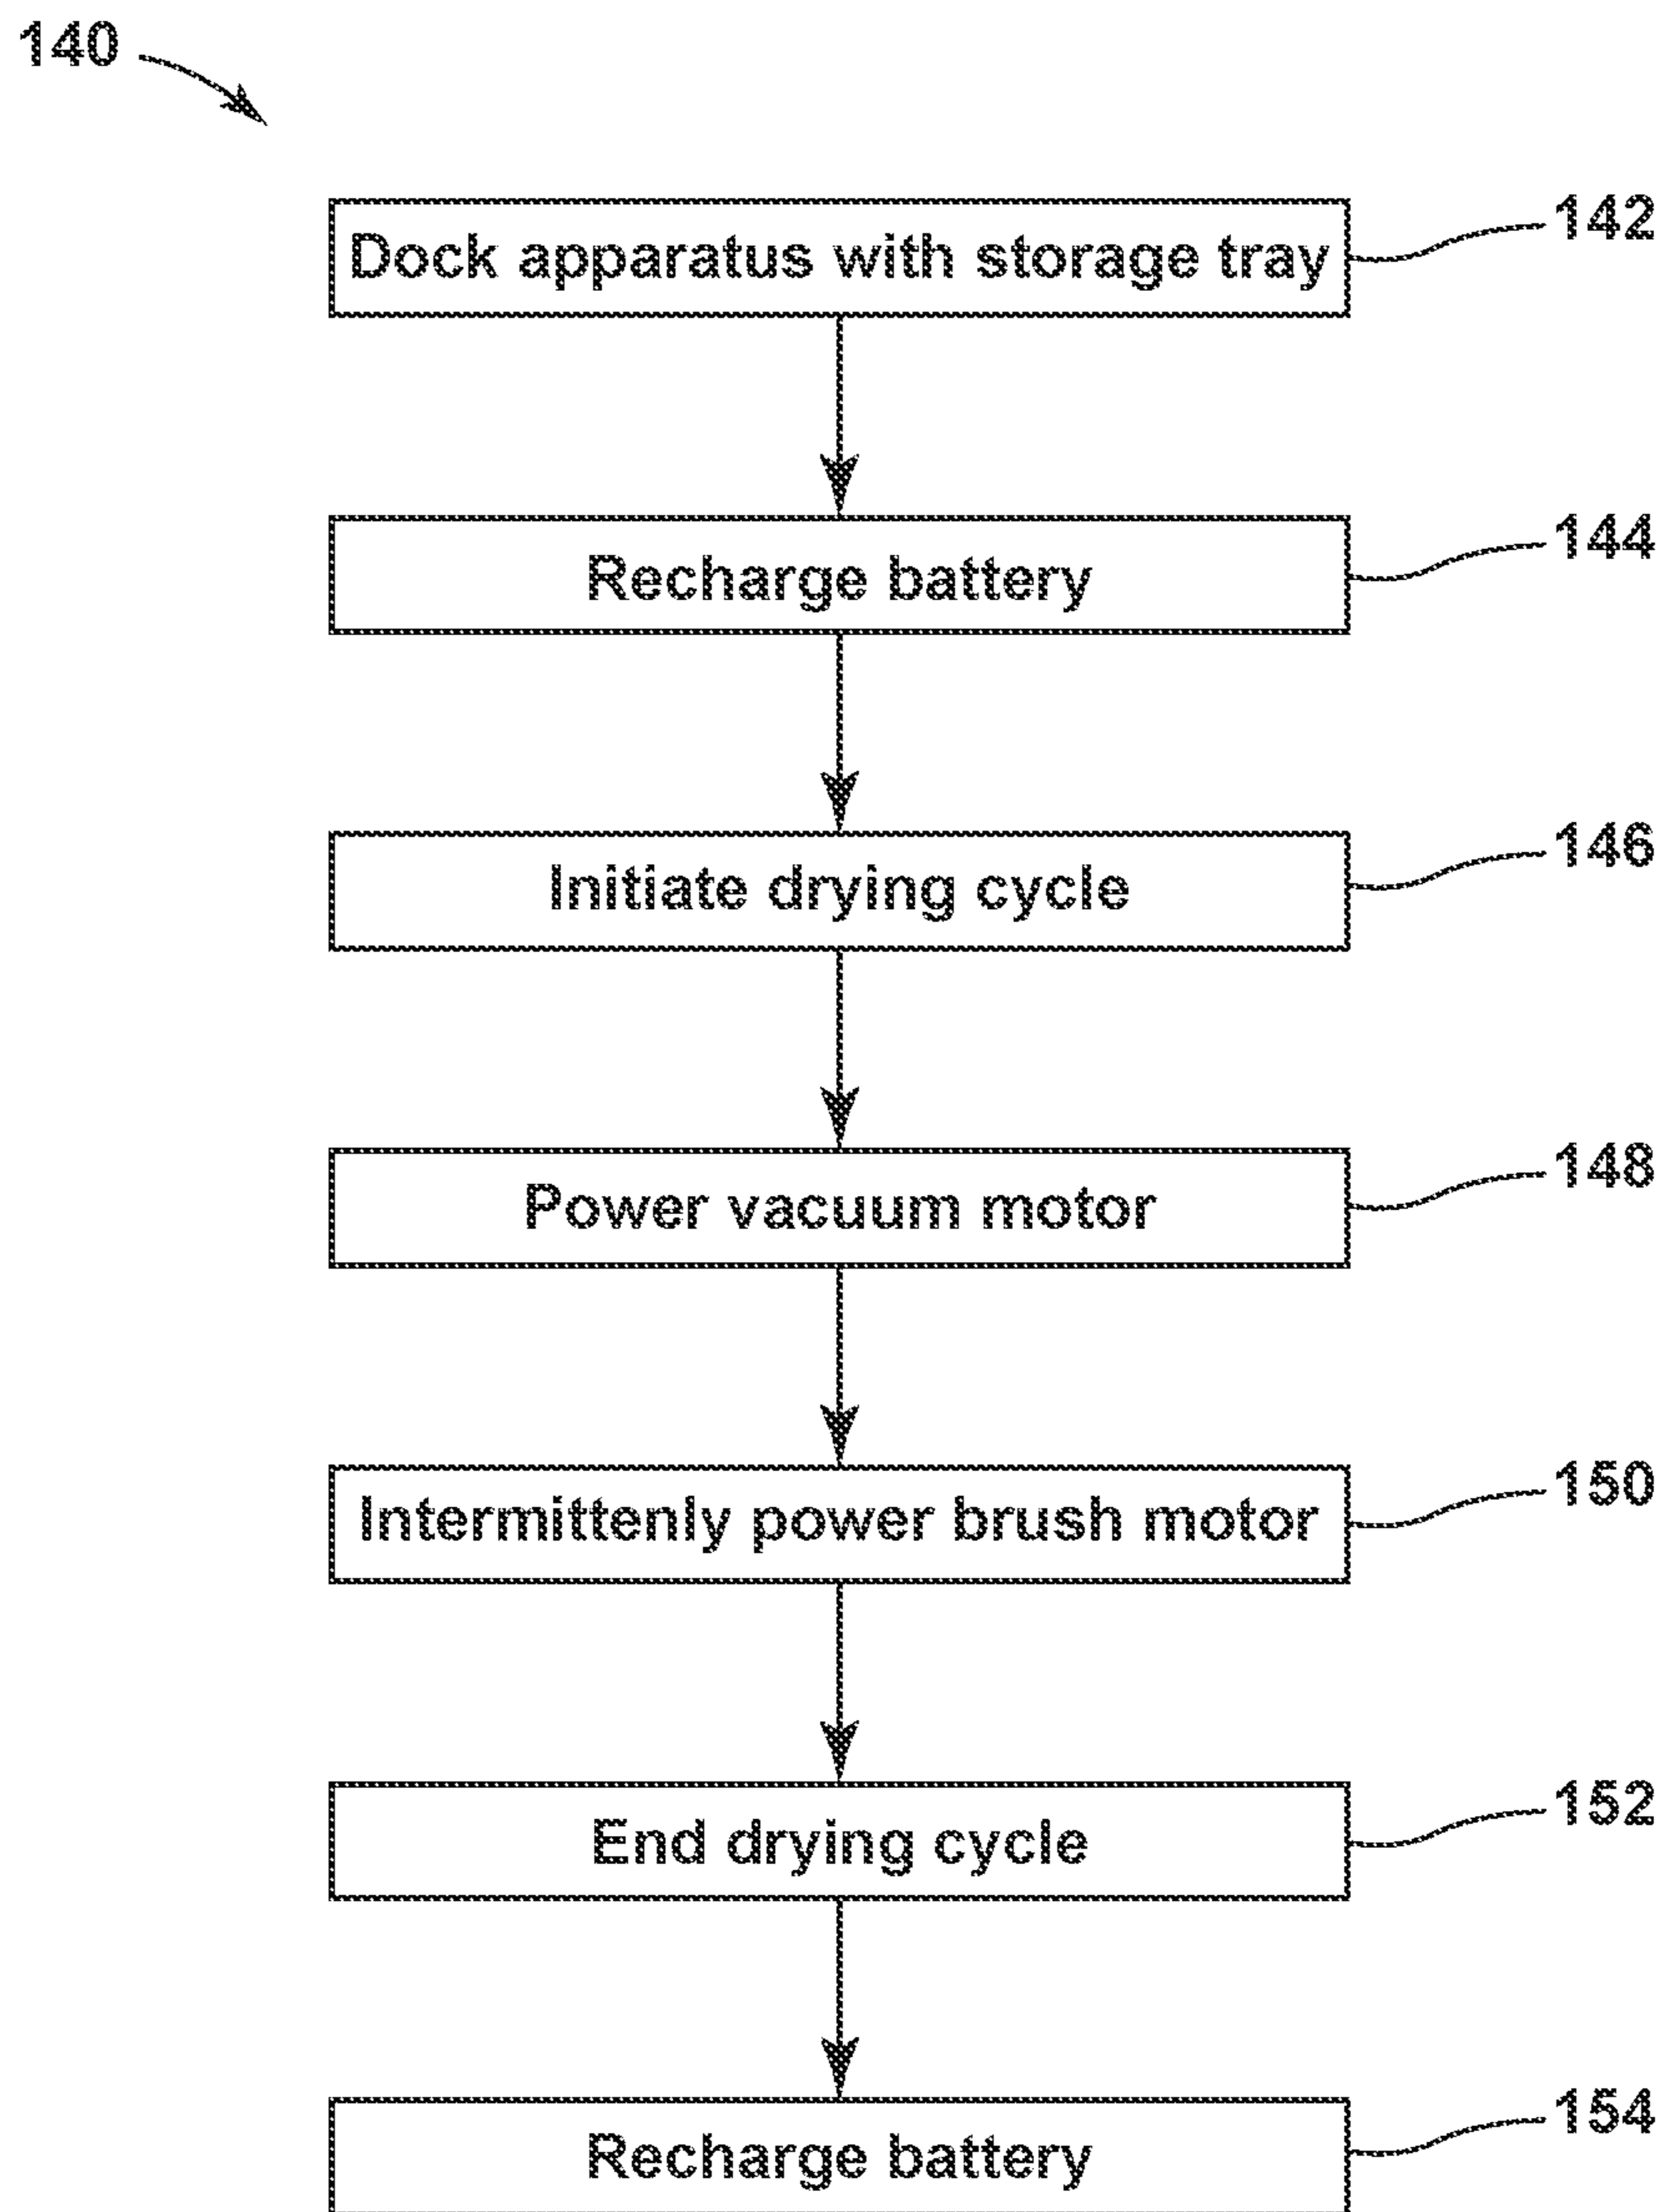 140
Dock apparatus with storage tray 142
Recharge battery 144
Initiate drying cycle 146
Power vacuum motor 148
Intermittenly power brush motor 150
End drying cycle 152
Recharge battery 154